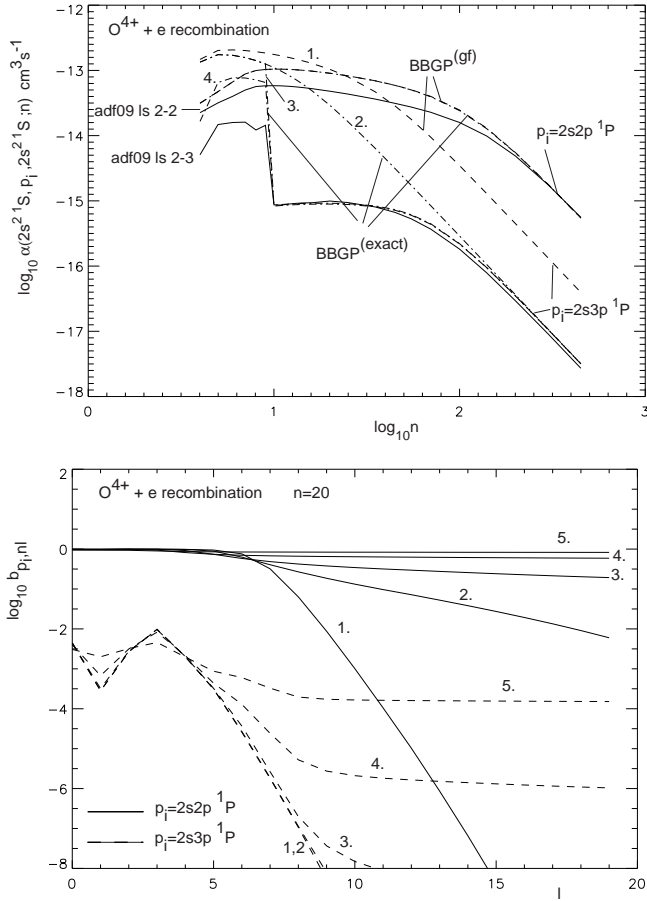 O⁴⁺ + e recombination
log₁₀ α(2s² ¹S, pᵢ ,2s² ¹S ;n) cm³s⁻¹
-12
-13
-14
-15
-16
-17
-18
1.
BBGP(gf)
4.
adf09 ls 2-2
3.
2.
adf09 ls 2-3
pᵢ=2s2p ¹P
BBGP(exact)
pᵢ=2s3p ¹P
0
1
2
3
log₁₀n
O⁴⁺ + e recombination n=20
log₁₀ b pᵢ,nl
2
0
-2
-4
-6
-8
5.
4.
3.
2.
1.
5.
4.
3.
1,2
pᵢ=2s2p ¹P
pᵢ=2s3p ¹P
0
5
10
15
20
l